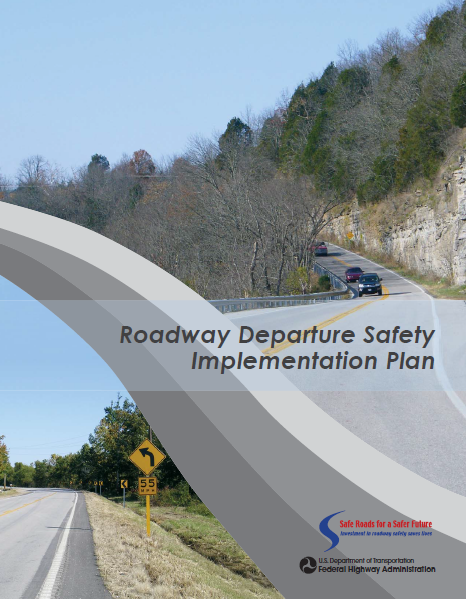 Roadway Departure Safety
Implementation Plan
55
M.P.H.
Safe Roads for a Safer Future
Investment in roadway safety saves lives
U.S. Department of Transportation
Federal Highway Administration